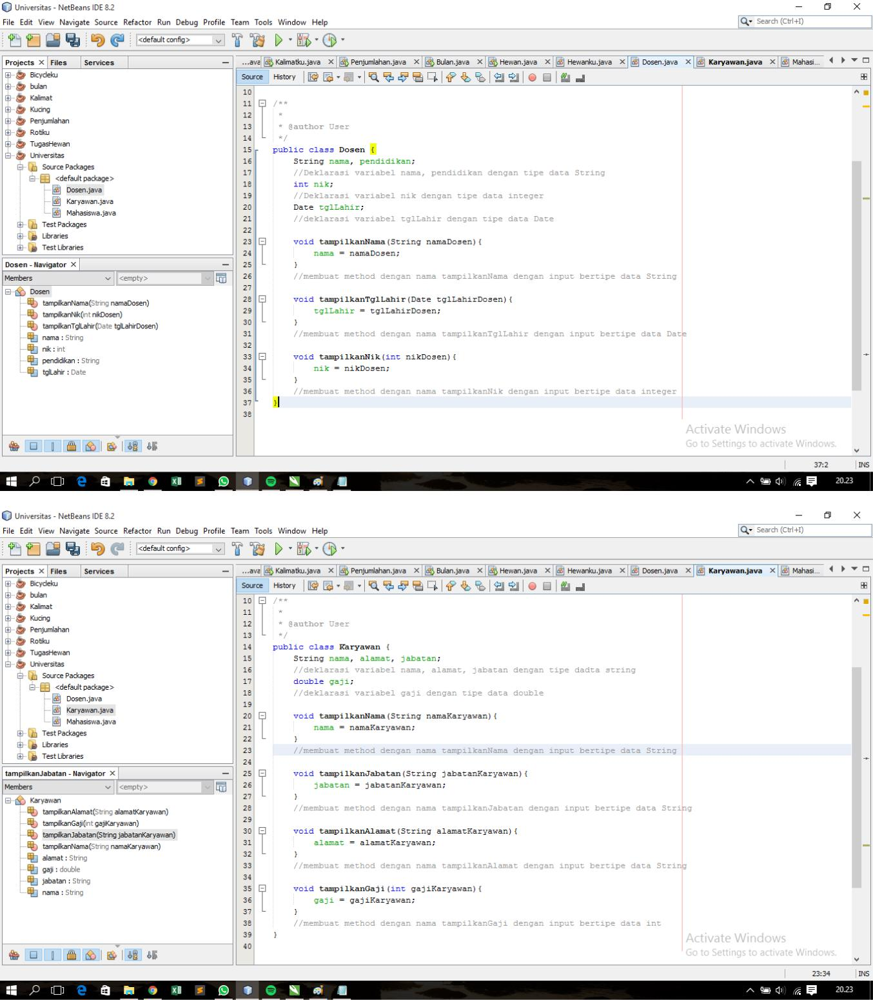 Universitas - NetBeans IDE 8.2
File Edit View Navigate Source Refactor Run Debug Profile Team Tools Window Help
Search (Ctrl+I)
<default config>
Projects Files Services
...ava Kalimatku.java Penjumlahan.java Bulan.java Hewan.java Hewanku.java Dosen.java Karyawan.java Mahasi...
Source History
Bicycleku
bulan
Kalimat
Kucing
Penjumlahan
Rotiku
TugasHewan
Universitas
Source Packages
<default package>
Dosen.java
Karyawan.java
Mahasiswa.java
Test Packages
Libraries
Test Libraries
Dosen - Navigator
Members <empty>
Dosen
tampilkanNama(String namaDosen)
tampilkanNik(int nikDosen)
tampilkanTglLahir(Date tglLahirDosen)
nama : String
nik : int
pendidikan : String
tglLahir : Date
10
11 /**
12 *
13 * @author User
14 */
15 public class Dosen {
16 String nama, pendidikan;
17 //Deklarasi variabel nama, pendidikan dengan tipe data String
18 int nik;
19 //Deklarasi variabel nik dengan tipe data integer
20 Date tglLahir;
21 //deklarasi variabel tglLahir dengan tipe data Date
22
23 void tampilkanNama(String namaDosen){
24 nama = namaDosen;
25 }
26 //membuat method dengan nama tampilkanNama dengan input bertipe data String
27
28 void tampilkanTglLahir(Date tglLahirDosen){
29 tglLahir = tglLahirDosen;
30 }
31 //membuat method dengan nama tampilkanTglLahir dengan input bertipe data Date
32
33 void tampilkanNik(int nikDosen){
34 nik = nikDosen;
35 }
36 //membuat method dengan nama tampilkanNik dengan input bertipe data integer
37 }
38
Activate Windows
Go to Settings to activate Windows.
37:2 INS
20.23
Universitas - NetBeans IDE 8.2
File Edit View Navigate Source Refactor Run Debug Profile Team Tools Window Help
Search (Ctrl+I)
<default config>
Projects Files Services
...ava Kalimatku.java Penjumlahan.java Bulan.java Hewan.java Hewanku.java Dosen.java Karyawan.java Mahasi...
Source History
Bicycleku
bulan
Kalimat
Kucing
Penjumlahan
Rotiku
TugasHewan
Universitas
Source Packages
<default package>
Dosen.java
Karyawan.java
Mahasiswa.java
Test Packages
Libraries
Test Libraries
tampilkanJabatan - Navigator
Members <empty>
Karyawan
tampilkanAlamat(String alamatKaryawan)
tampilkanGaji(int gajiKaryawan)
tampilkanJabatan(String jabatanKaryawan)
tampilkanNama(String namaKaryawan)
alamat : String
gaji : double
jabatan : String
nama : String
10 /**
11 *
12 * @author User
13 */
14 public class Karyawan {
15 String nama, alamat, jabatan;
16 //deklarasi variabel nama, alamat, jabatan dengan tipe dadta string
17 double gaji;
18 //deklarasi variabel gaji dengan tipe data double
19
20 void tampilkanNama(String namaKaryawan){
21 nama = namaKaryawan;
22 }
23 //membuat method dengan nama tampilkanNama dengan input bertipe data String
24
25 void tampilkanJabatan(String jabatanKaryawan){
26 jabatan = jabatanKaryawan;
27 }
28 //membuat method dengan nama tampilkanJabatan dengan input bertipe data String
29
30 void tampilkanAlamat(String alamatKaryawan){
31 alamat = alamatKaryawan;
32 }
33 //membuat method dengan nama tampilkanAlamat dengan input bertipe data String
34
35 void tampilkanGaji(int gajiKaryawan){
36 gaji = gajiKaryawan;
37 }
38 //membuat method dengan nama tampilkanGaji dengan input bertipe data int
39 }
40
Activate Windows
Go to Settings to activate Windows.
23:34 INS
20.23